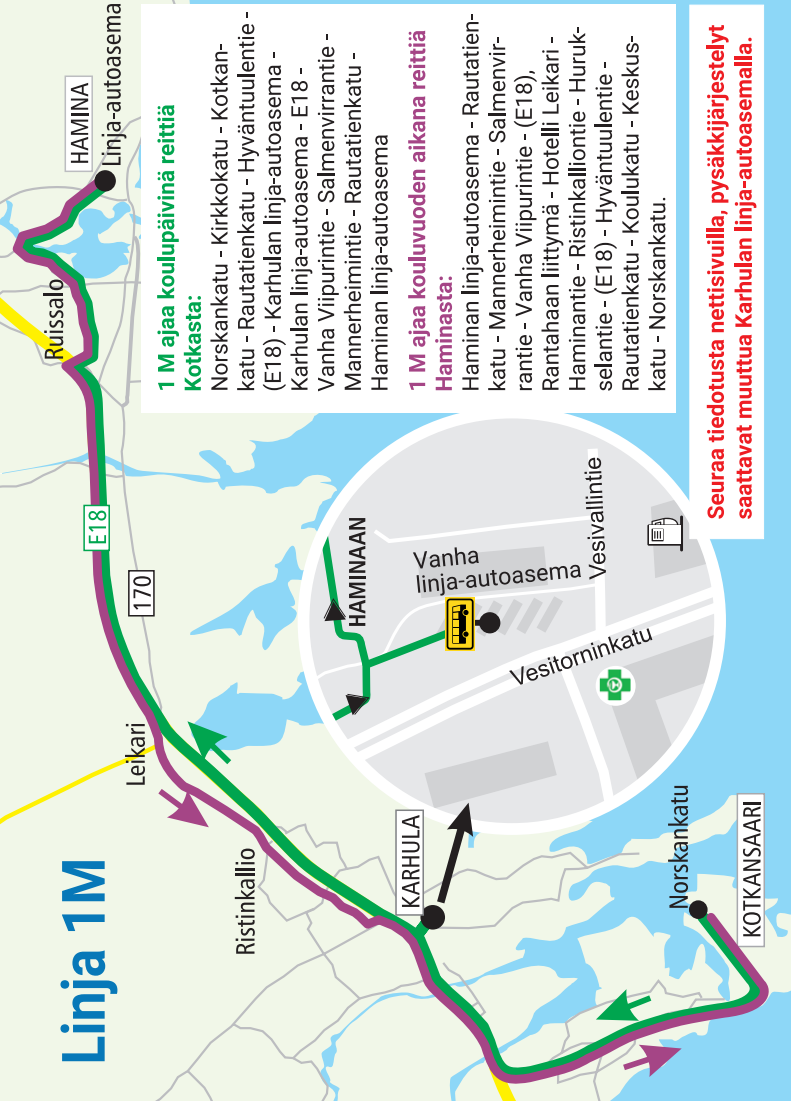 Linja 1M
HAMINA
Linja-autoasema
Ruissalo
E18
170
Leikari
Ristinkallio
KARHULA
Norskankatu
KOTKANSAARI
HAMINAAN
Vanha
linja-autoasema
Vesivallintie
Vesitorninkatu
1 M ajaa koulupäivinä reittiä
Kotkasta:
Norskankatu - Kirkkokatu - Kotkan-
katu - Rautatienkatu - Hyväntuulentie -
(E18) - Karhulan linja-autoasema -
Karhulan linja-autoasema - E18 -
Vanha Viipurintie - Salmenvirrantie -
Mannerheimintie - Rautatienkatu -
Haminan linja-autoasema
1 M ajaa kouluvuoden aikana reittiä
Haminasta:
Haminan linja-autoasema - Rautatien-
katu - Mannerheimintie - Salmenvir-
rantie - Vanha Viipurintie - (E18),
Rantahaan liittymä - Hotelli Leikari -
Haminantie - Ristinkalliontie - Huruk-
selantie - (E18) - Hyväntuulentie -
Rautatienkatu - Koulukatu - Keskus-
katu - Norskankatu.
Seuraa tiedotusta nettisivuilla, pysäkkijärjestelyt
saattavat muuttua Karhulan linja-autoasemalla.